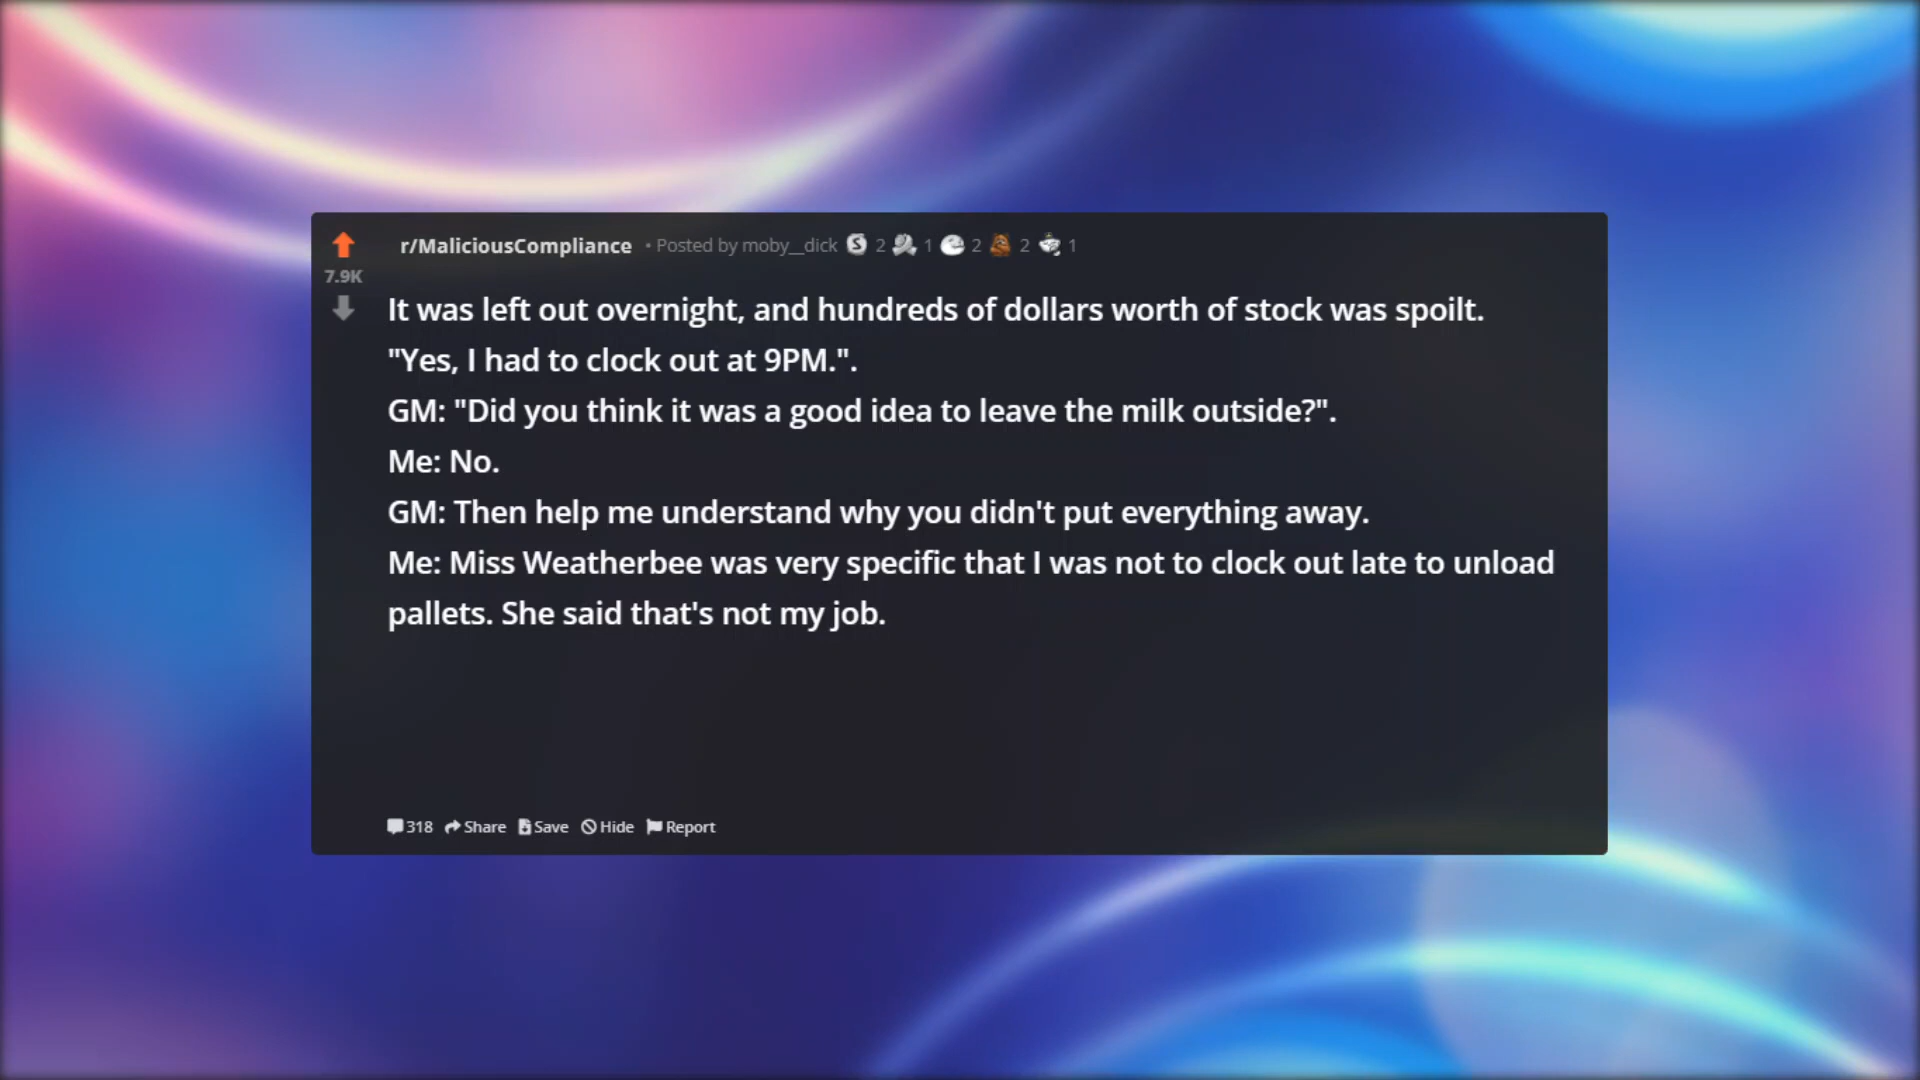 r/MaliciousCompliance • Posted by moby__dick 2 1 2 2 1
7.9K
It was left out overnight, and hundreds of dollars worth of stock was spoilt.
"Yes, I had to clock out at 9PM.".
GM: "Did you think it was a good idea to leave the milk outside?".
Me: No.
GM: Then help me understand why you didn't put everything away.
Me: Miss Weatherbee was very specific that I was not to clock out late to unload
pallets. She said that's not my job.
318 Share Save Hide Report